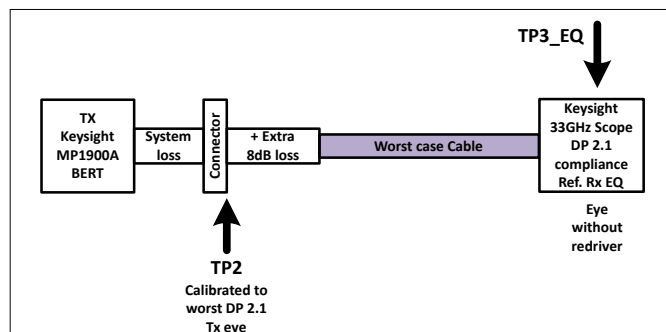 TP3_EQ
TX
Keysight
MP1900A
BERT
System
loss
Connector
+ Extra
8dB loss
Worst case Cable
Keysight
33GHz Scope
DP 2.1
compliance
Ref. Rx EQ
Eye
without
redriver
TP2
Calibrated to
worst DP 2.1
Tx eye